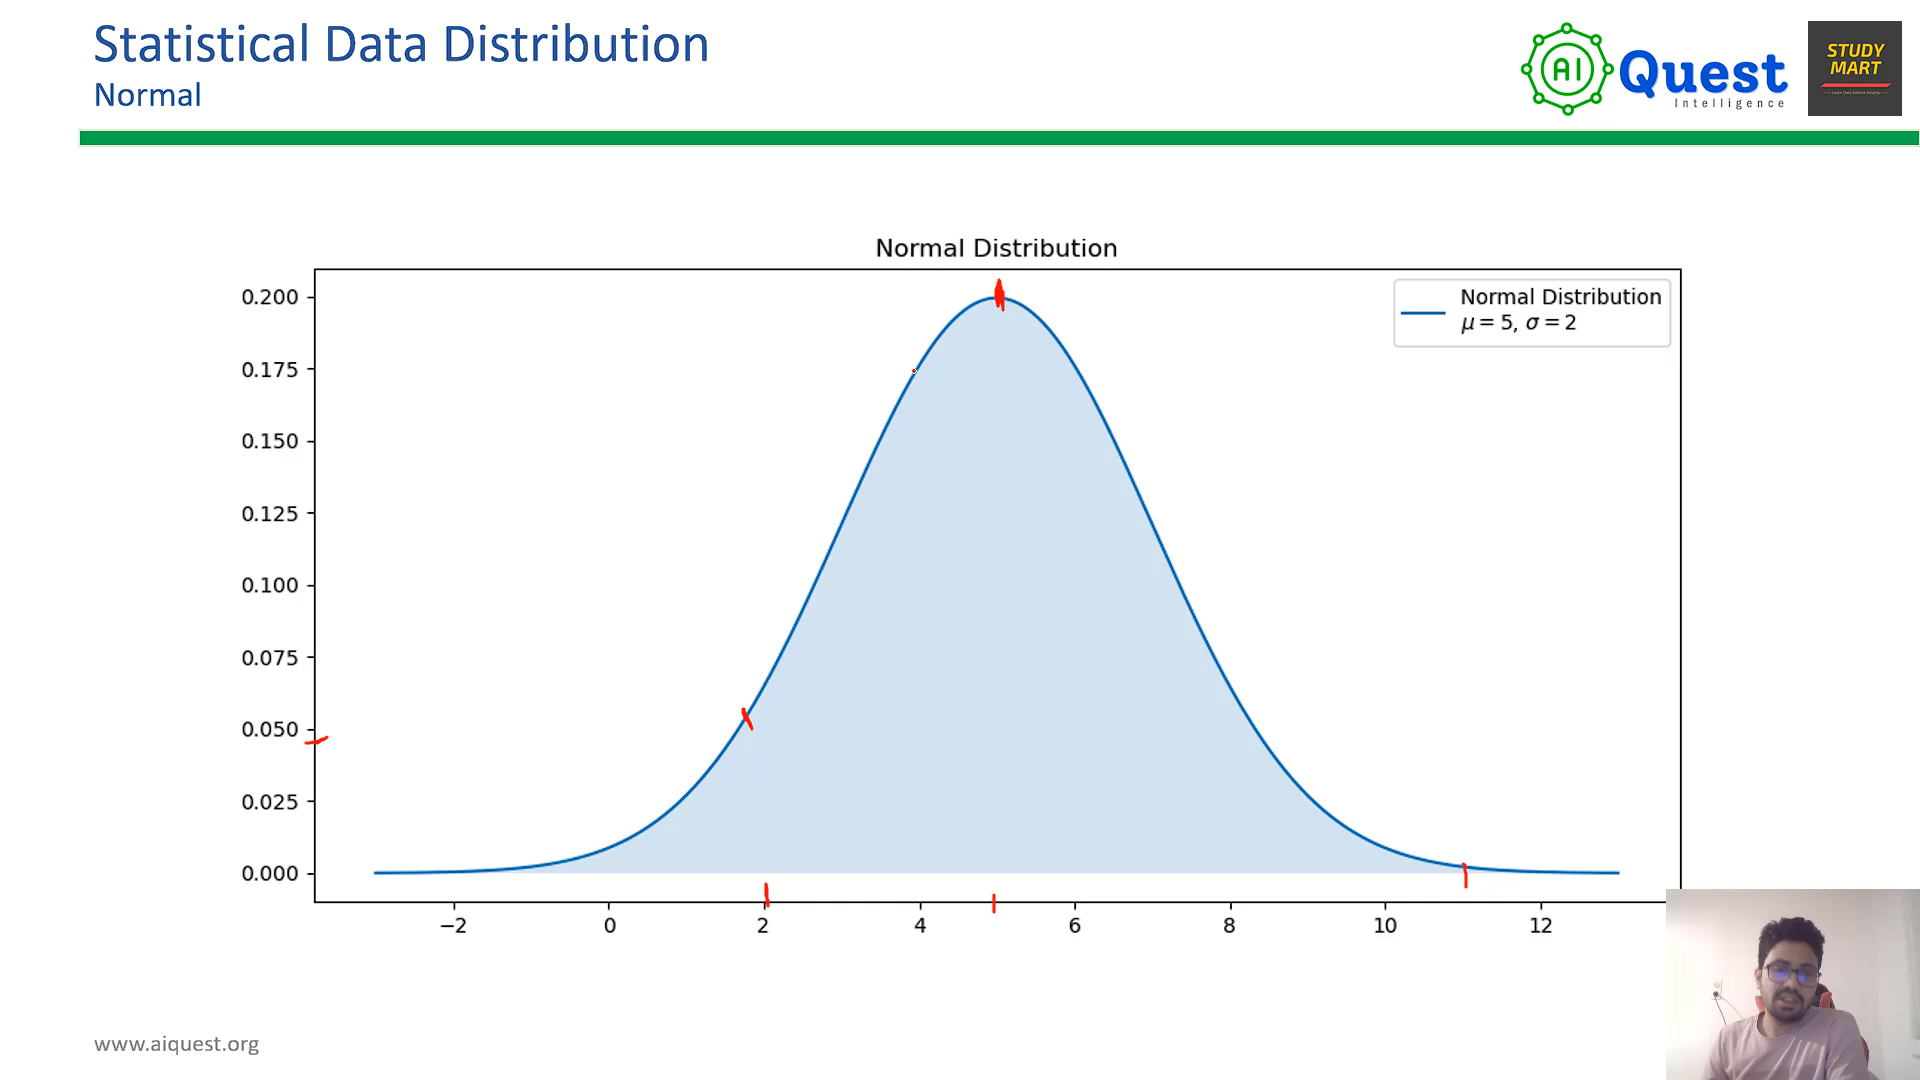 Statistical Data Distribution
Normal
AI Quest
Intelligence
STUDY
MART
Normal Distribution
Normal Distribution
μ = 5, σ = 2
0.200
0.175
0.150
0.125
0.100
0.075
0.050
0.025
0.000
−2 0 2 4 6 8 10 12
www.aiquest.org